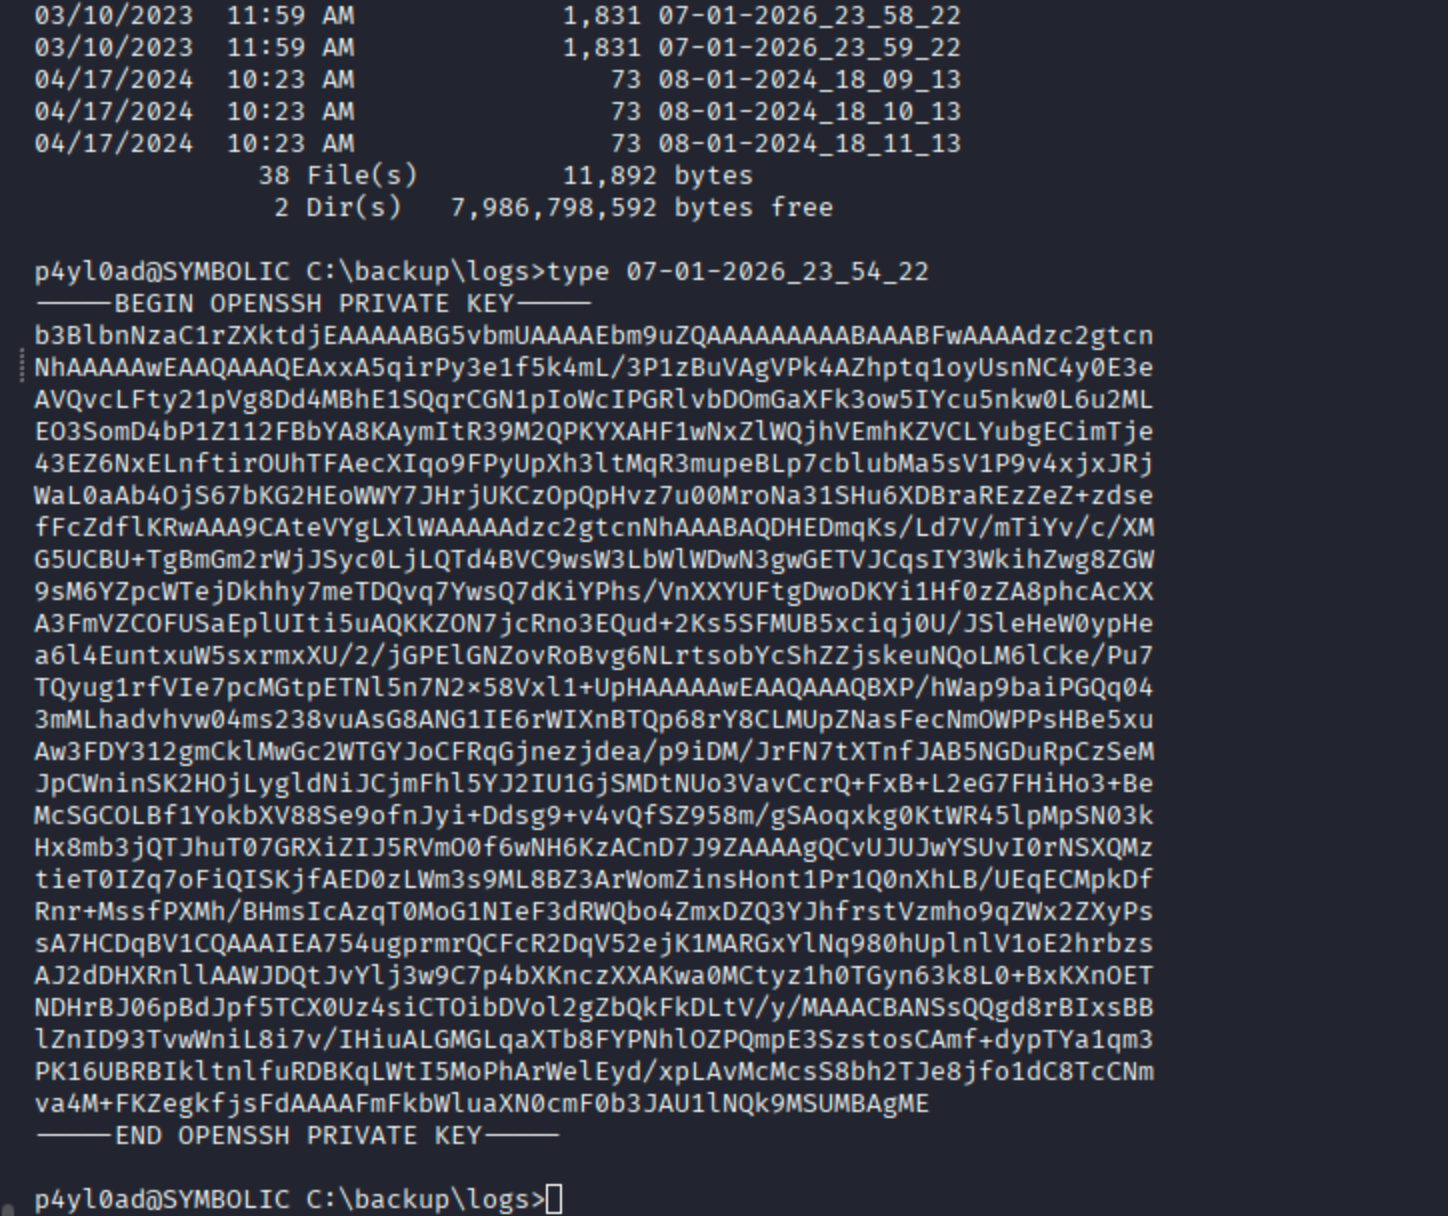 03/10/2023  11:59 AM             1,831 07-01-2026_23_58_22
03/10/2023  11:59 AM             1,831 07-01-2026_23_59_22
04/17/2024  10:23 AM                73 08-01-2024_18_09_13
04/17/2024  10:23 AM                73 08-01-2024_18_10_13
04/17/2024  10:23 AM                73 08-01-2024_18_11_13
              38 File(s)         11,892 bytes
               2 Dir(s)   7,986,798,592 bytes free

p4yl0ad@SYMBOLIC C:\backup\logs>type 07-01-2026_23_54_22
-----BEGIN OPENSSH PRIVATE KEY-----
b3BlbnNzaC1rZXktdjEAAAAABG5vbmUAAAAEbm9uZQAAAAAAAAABAAABFwAAAAdzc2gtcn
NhAAAAAwEAAQAAAQEAxxA5qirPy3e1f5k4mL/3P1zBuVAgVPk4AZhptq1oyUsnNC4y0E3e
AVQvcLFty21pVg8Dd4MBhE1SQqrCGN1pIoWcIPGRlvbDOmGaXFk3ow5IYcu5nkw0L6u2ML
EO3SomD4bP1Z112FBbYA8KAymItR39M2QPKYXAHF1wNxZlWQjhVEmhKZVCLYubgECimTje
43EZ6NxELnftirOUhTFAecXIqo9FPyUpXh3ltMqR3mupeBLp7cblubMa5sV1P9v4xjxJRj
WaL0aAb4OjS67bKG2HEoWWY7JHrjUKCzOpQpHvz7u00MroNa31SHu6XDBraREzZeZ+zdse
fFcZdflKRwAAA9CAteVYgLXlWAAAAAdzc2gtcnNhAAABAQDHEDmqKs/Ld7V/mTiYv/c/XM
G5UCBU+TgBmGm2rWjJSyc0LjLQTd4BVC9wsW3LbWlWDwN3gwGETVJCqsIY3WkihZwg8ZGW
9sM6YZpcWTejDkhhy7meTDQvq7YwsQ7dKiYPhs/VnXXYUFtgDwoDKYi1Hf0zZA8phcAcXX
A3FmVZCOFUSaEplUIti5uAQKKZON7jcRno3EQud+2Ks5SFMUB5xciqj0U/JSleHeW0ypHe
a6l4EuntxuW5sxrmxXU/2/jGPElGNZovRoBvg6NLrtsobYcShZZjskeuNQoLM6lCke/Pu7
TQyug1rfVIe7pcMGtpETNl5n7N2x58Vxl1+UpHAAAAAwEAAQAAAQBXP/hWap9baiPGQq04
3mMLhadvhvw04ms238vuAsG8ANG1IE6rWIXnBTQp68rY8CLMUpZNasFecNmOWPPsHBe5xu
Aw3FDY312gmCklMwGc2WTGYJoCFRqGjnezjdea/p9iDM/JrFN7tXTnfJAB5NGDuRpCzSeM
JpCWninSK2HOjLygldNiJCjmFhl5YJ2IU1GjSMDtNUo3VavCcrQ+FxB+L2eG7FHiHo3+Be
McSGCOLBf1YokbXV88Se9ofnJyi+Ddsg9+v4vQfSZ958m/gSAoqxkg0KtWR45lpMpSN03k
Hx8mb3jQTJhuT07GRXiZIJ5RVmO0f6wNH6KzACnD7J9ZAAAAgQCvUJUJwYSUvI0rNSXQMz
tieT0IZq7oFiQISKjfAED0zLWm3s9ML8BZ3ArWomZinsHont1Pr1Q0nXhLB/UEqECMpkDf
Rnr+MssfPXMh/BHmsIcAzqT0MoG1NIeF3dRWQbo4ZmxDZQ3YJhfrstVzmho9qZWx2ZXyPs
sA7HCDqBV1CQAAAIEA754ugprmrQCFcR2DqV52ejK1MARGxYlNq980hUplnlV1oE2hrbzs
AJ2dDHXRnllAAWJDQtJvYlj3w9C7p4bXKnczXXAKwa0MCtyz1h0TGyn63k8L0+BxKXnOET
NDHrBJ06pBdJpf5TCX0Uz4siCTOibDVol2gZbQkFkDLtV/y/MAAACBANSsQQgd8rBIxsBB
lZnID93TvwWniL8i7v/IHiuALGMGLqaXTb8FYPNhlOZPQmpE3SzstosCAmf+dypTYa1qm3
PK16UBRBIkltnlfuRDBKqLWtI5MoPhArWelEyd/xpLAvMcMcsS8bh2TJe8jfo1dC8TcCNm
va4M+FKZegkfjsFdAAAAFmFkbWluaXN0cmF0b3JAU1lNQk9MSUMBAgME
-----END OPENSSH PRIVATE KEY-----

p4yl0ad@SYMBOLIC C:\backup\logs>